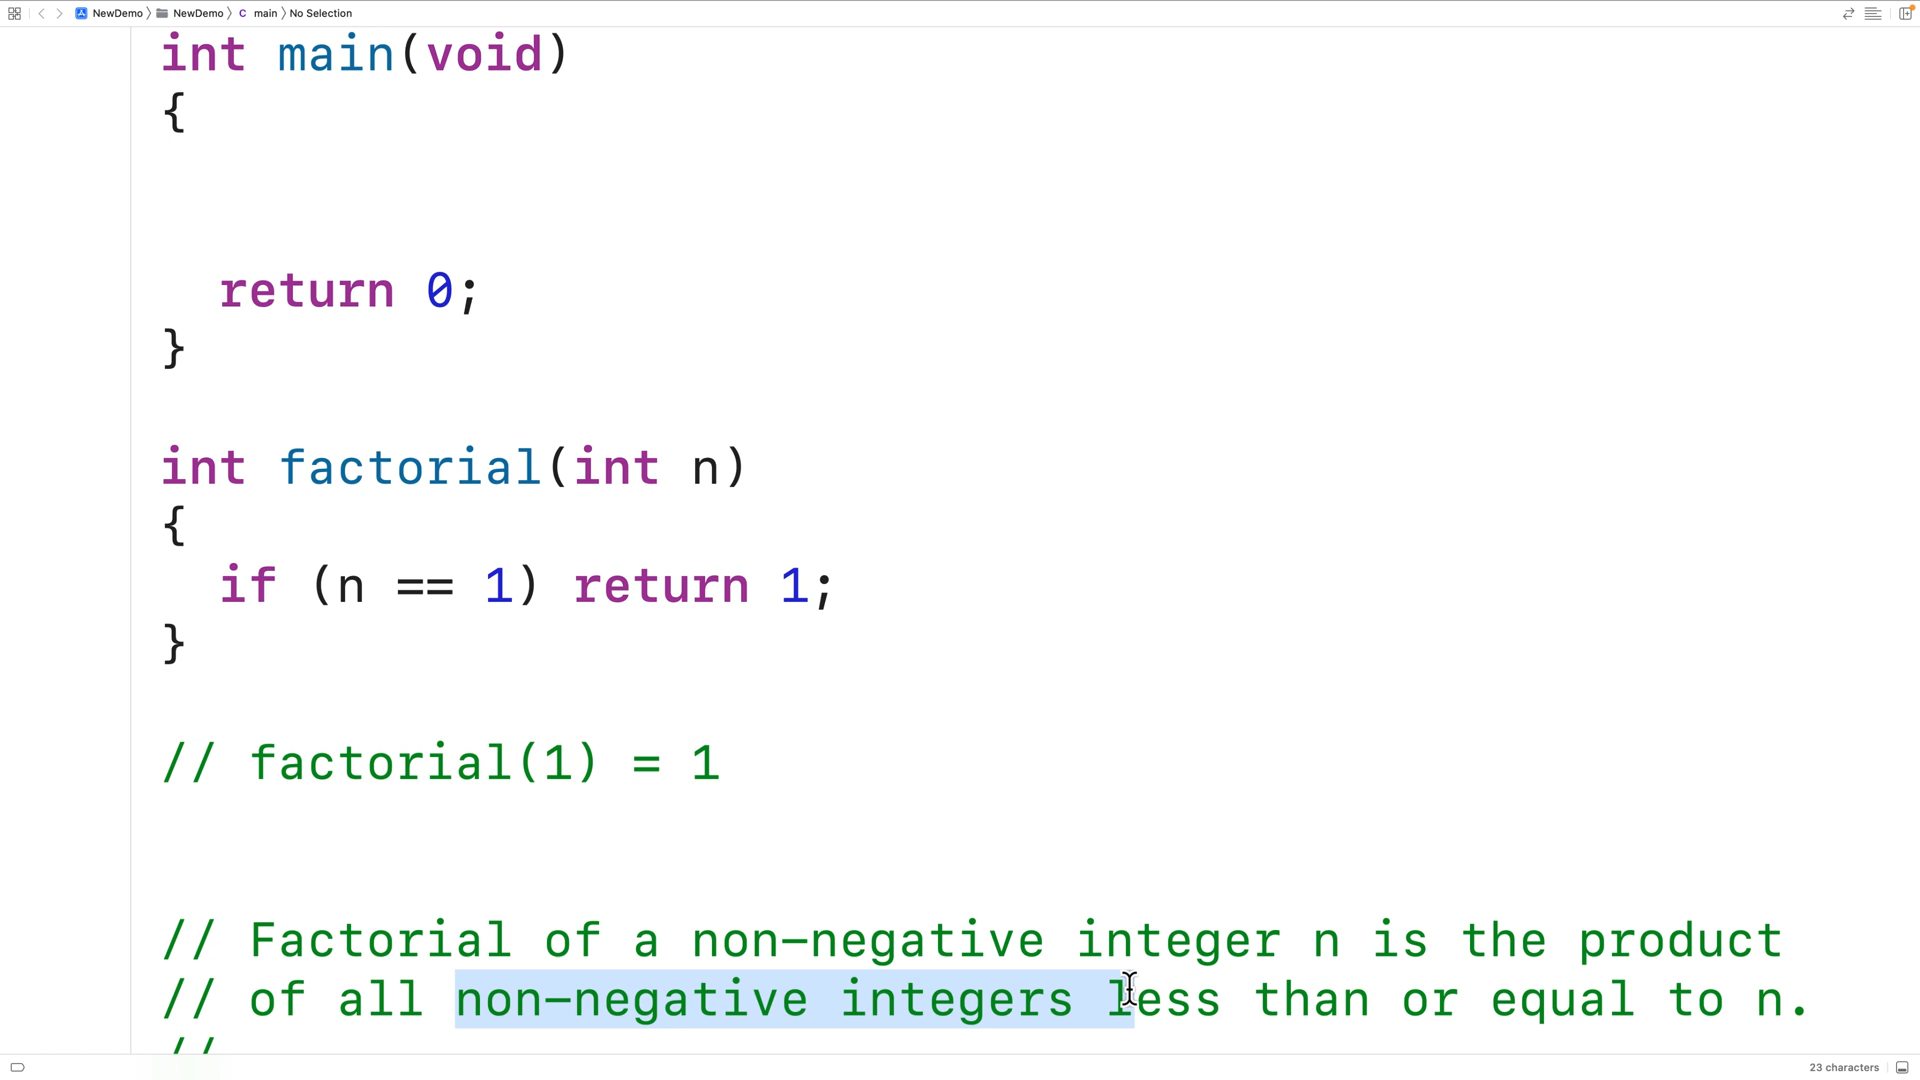 NewDemo NewDemo C main No Selection
int main(void)
{
return 0;
}
int factorial(int n)
{
if (n == 1) return 1;
}
// factorial(1) = 1
// Factorial of a non-negative integer n is the product
// of all non-negative integers less than or equal to n.
//
23 characters